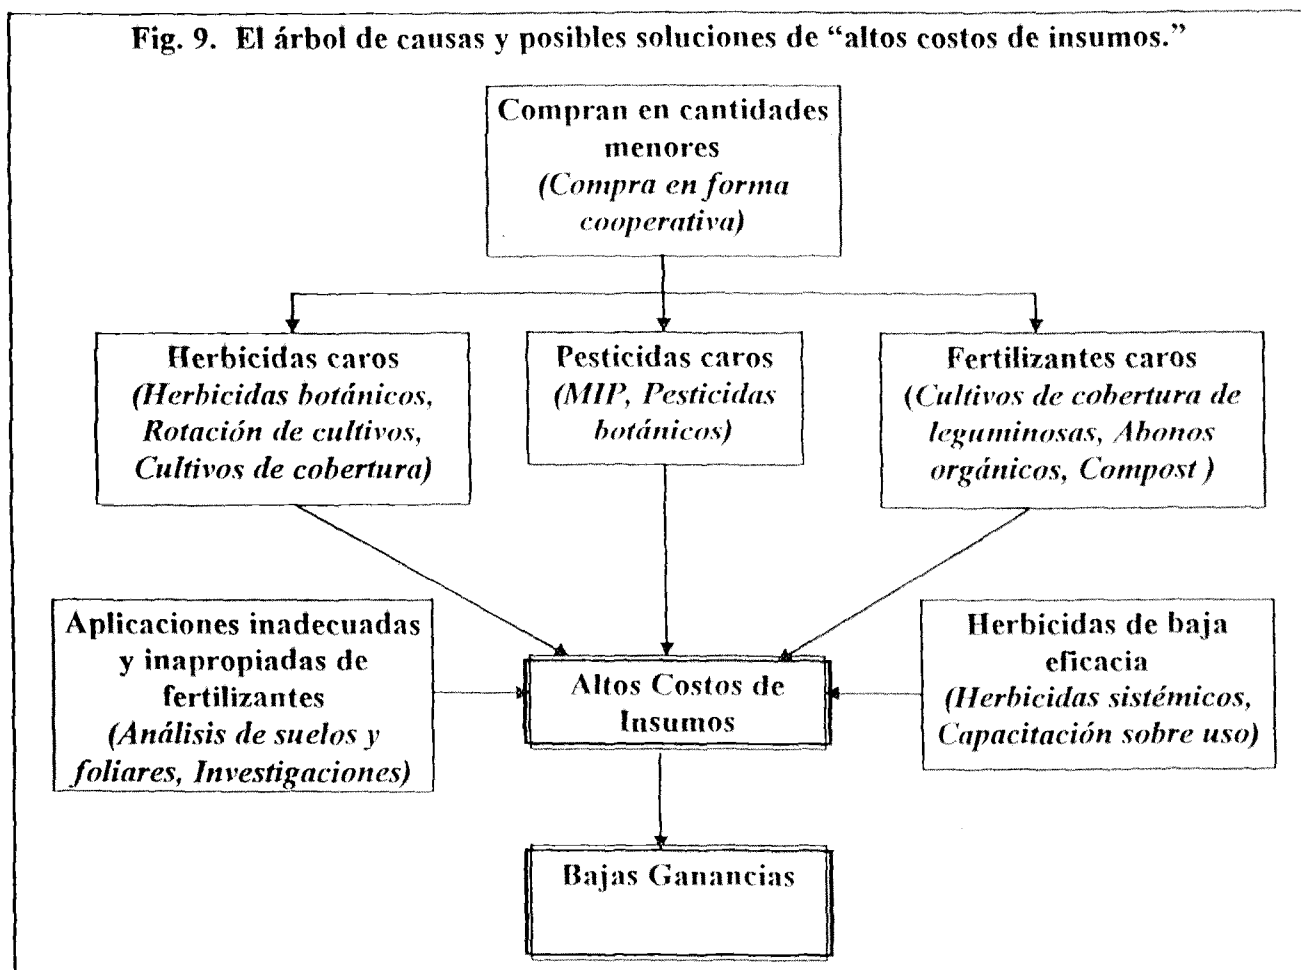 Fig. 9. El árbol de causas y posibles soluciones de “altos costos de insumos.”
Compran en cantidades
menores
(Compra en forma
cooperativa)
Herbicidas caros
(Herbicidas botánicos,
Rotación de cultivos,
Cultivos de cobertura)
Pesticidas caros
(MIP, Pesticidas
botánicos)
Fertilizantes caros
(Cultivos de cobertura de
leguminosas, Abonos
orgánicos, Compost )
Aplicaciones inadecuadas
y inapropiadas de
fertilizantes
(Análisis de suelos y
foliares, Investigaciones)
Altos Costos de
Insumos
Herbicidas de baja
eficacia
(Herbicidas sistémicos,
Capacitación sobre uso)
Bajas Ganancias